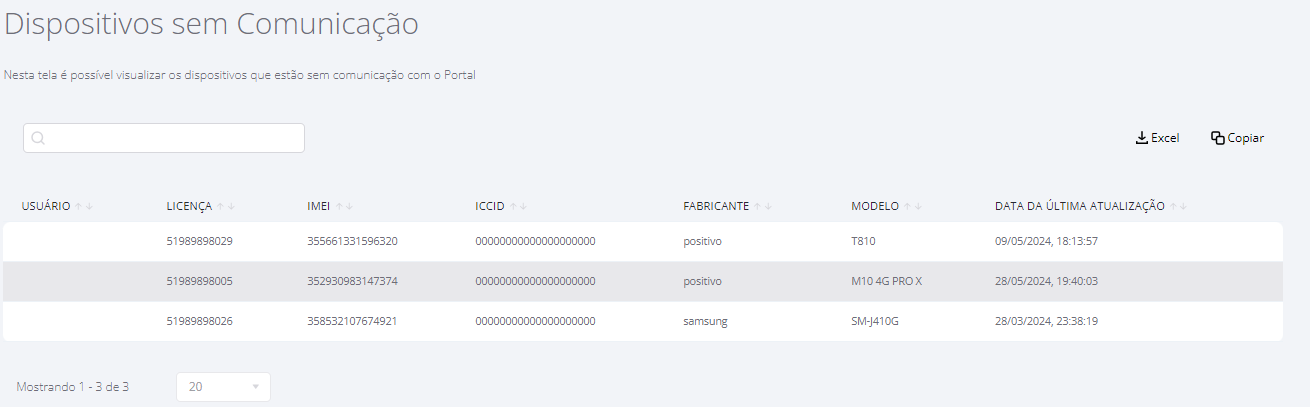 Dispositivos sem Comunicação
Nesta tela é possível visualizar os dispositivos que estão sem comunicação com o Portal
Excel Copiar
USUÁRIO LICENÇA IMEI ICCID FABRICANTE MODELO DATA DA ÚLTIMA ATUALIZAÇÃO
51989898029 355661331596320 00000000000000000000 positivo T810 09/05/2024, 18:13:57
51989898005 352930983147374 00000000000000000000 positivo M10 4G PRO X 28/05/2024, 19:40:03
51989898026 358532107674921 00000000000000000000 samsung SM-J410G 28/03/2024, 23:38:19
Mostrando 1 - 3 de 3 20